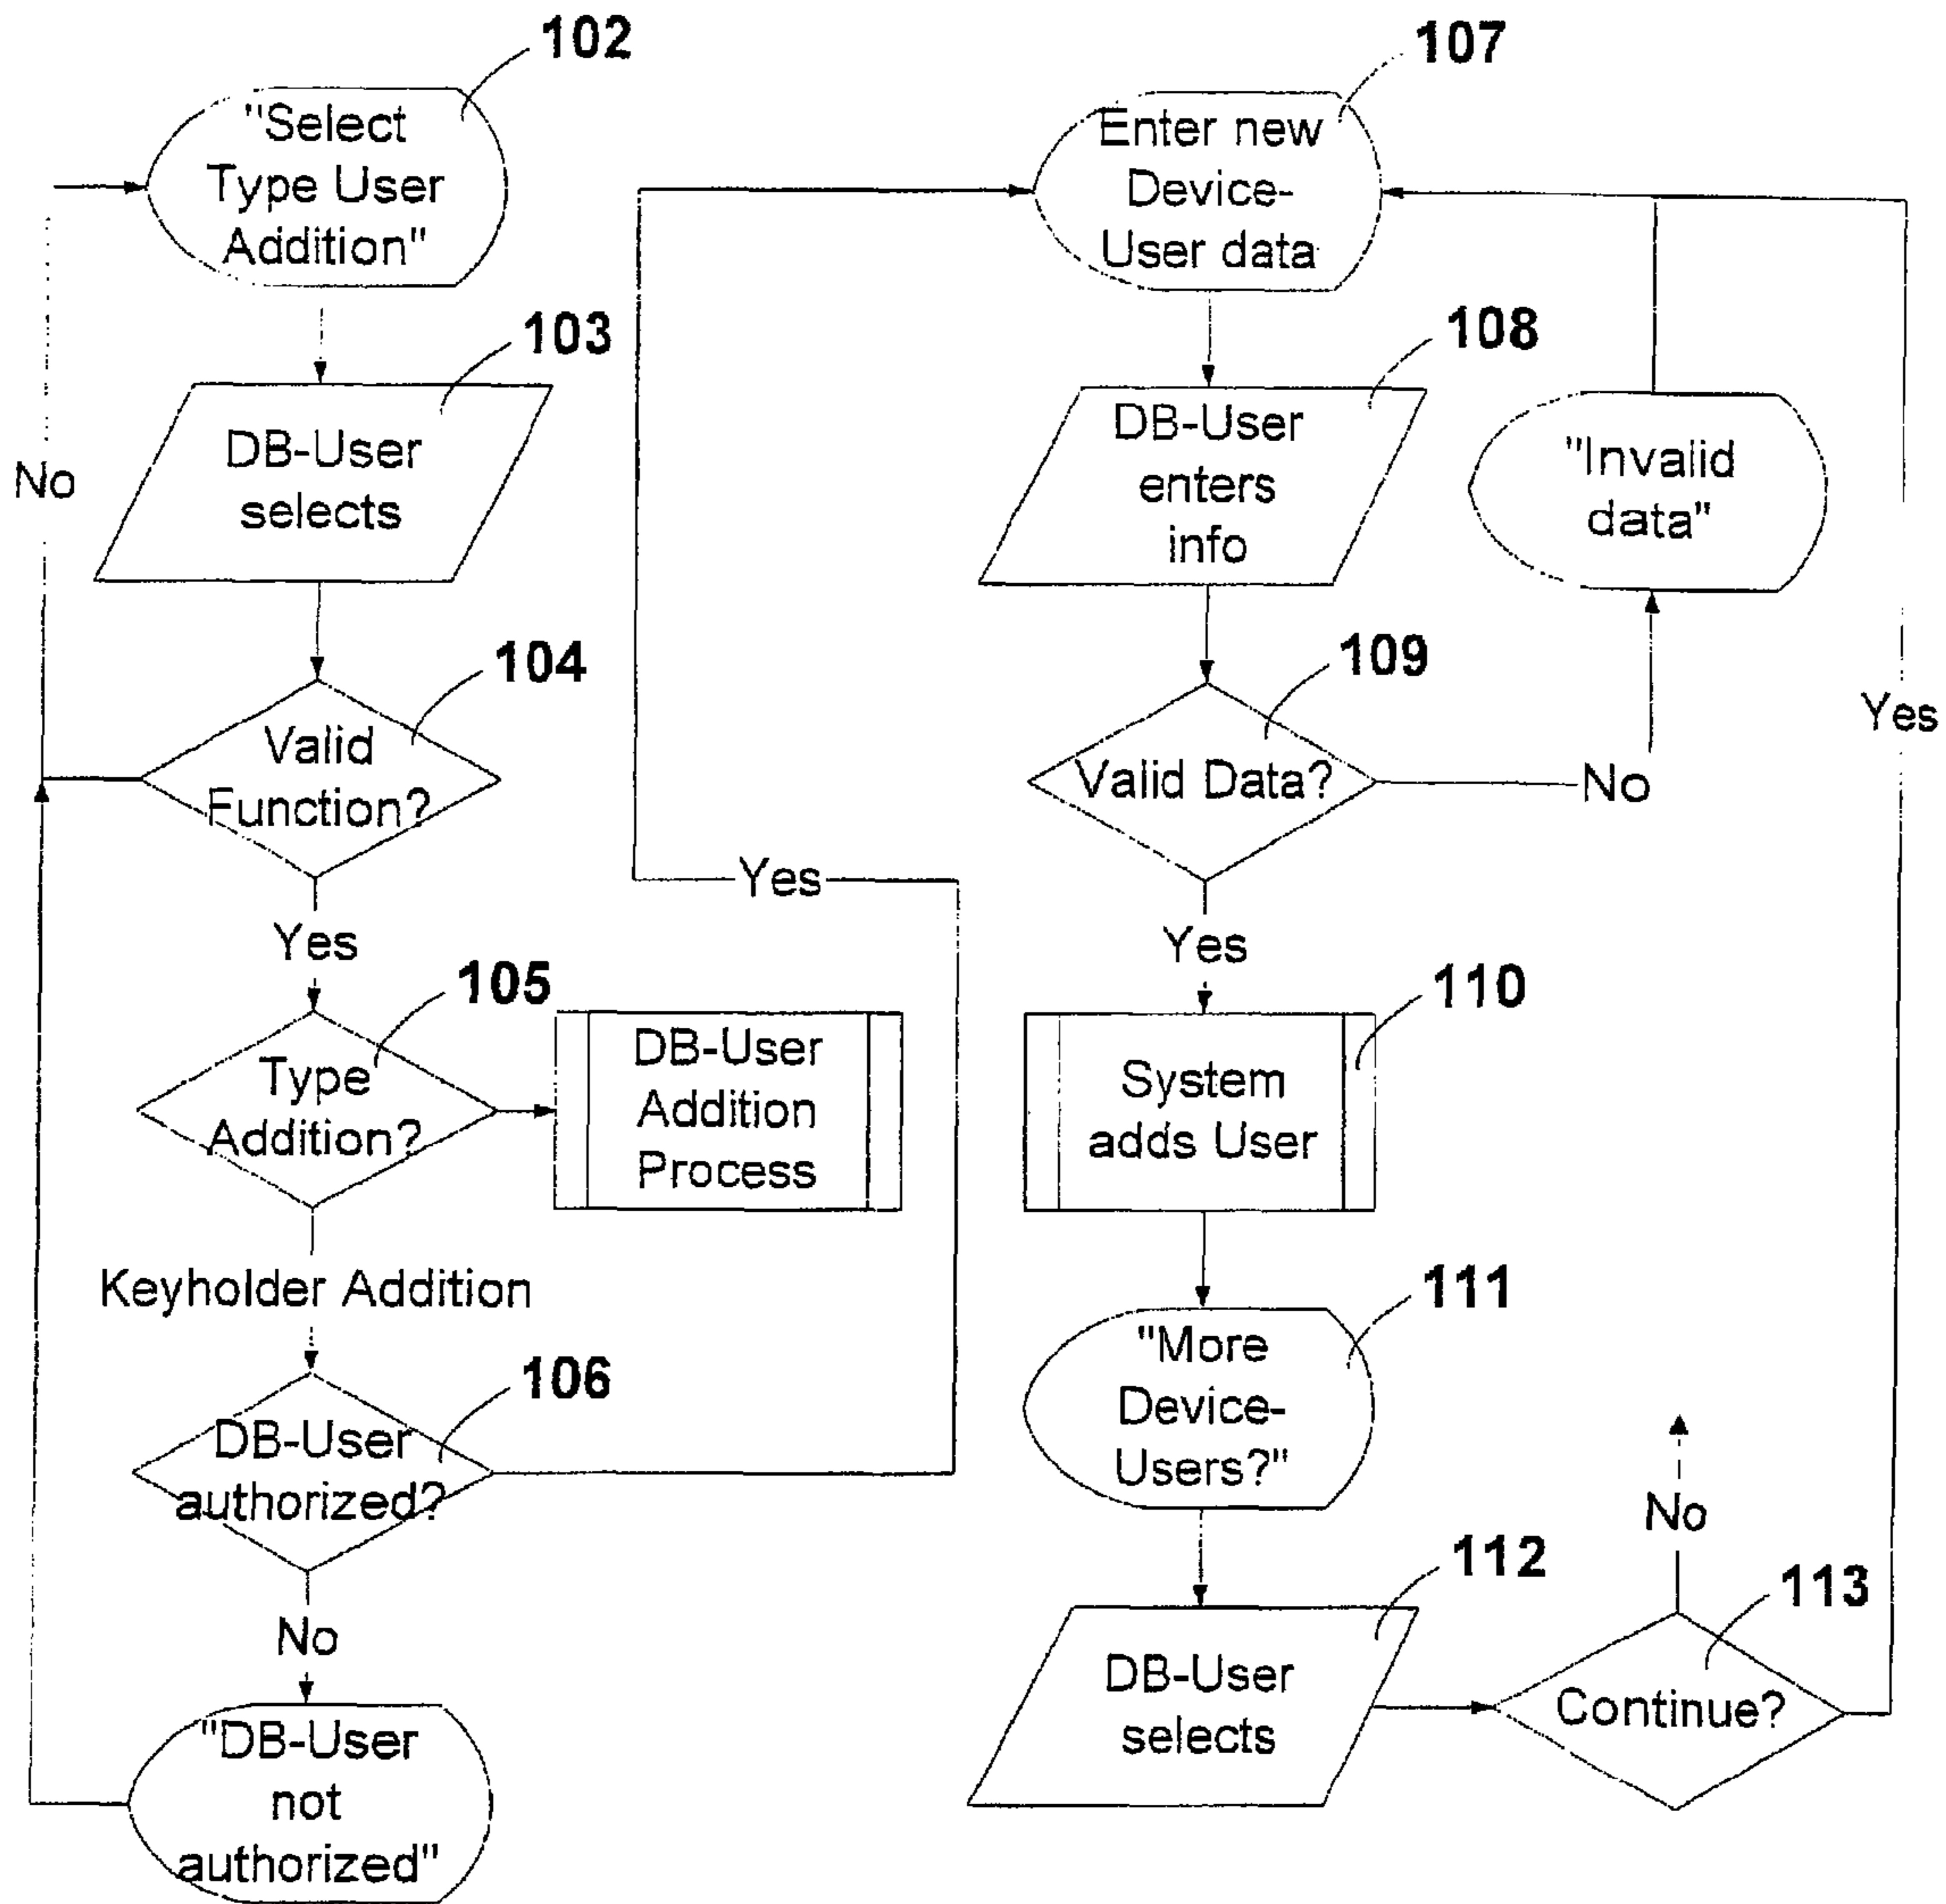 102
"Select
Type User
Addition"
103
DB-User
selects
No
104
Valid
Function?
Yes
105
Type
Addition?
DB-User
Addition
Process
Keyholder Addition
106
DB-User
authorized?
Yes
No
"DB-User
not
authorized"
107
Enter new
Device-
User data
108
DB-User
enters
info
"Invalid
data"
109
Valid Data?
No
Yes
Yes
110
System
adds User
111
"More
Device-
Users?"
112
DB-User
selects
No
113
Continue?